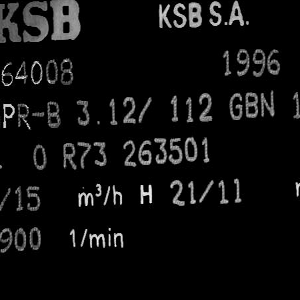 KSB KSB S.A.
64008 1996
PR-B 3.12/ 112 GBN 1
. 0 R73 263501
/15 m³/h H 21/11
900 1/min